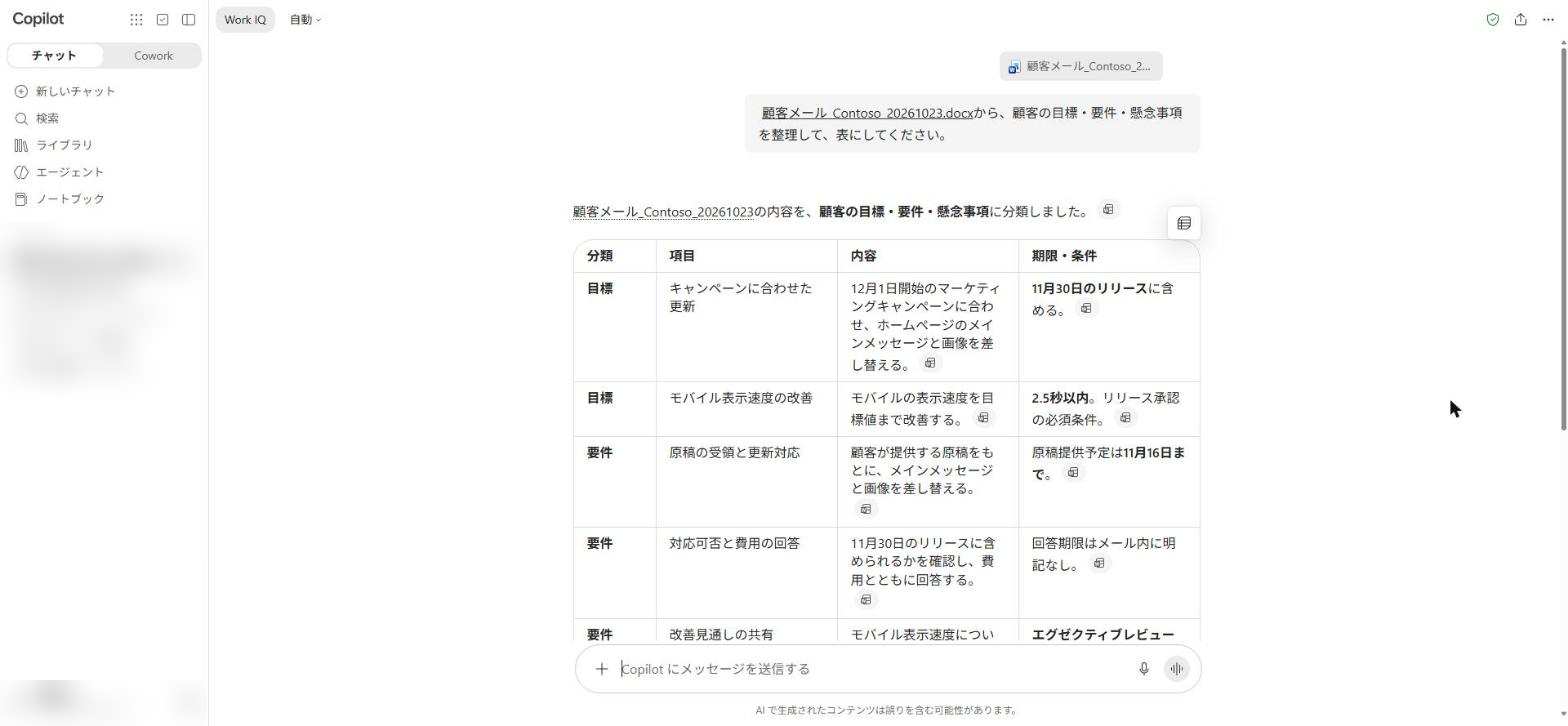 Copilot
Work IQ
自動
チャット
Cowork
新しいチャット
検索
ライブラリ
エージェント
ノートブック
顧客メール_Contoso_2...
顧客メール_Contoso_20261023.docxから、顧客の目標・要件・懸念事項
を整理して、表にしてください。
顧客メール_Contoso_20261023の内容を、顧客の目標・要件・懸念事項に分類しました。
分類 項目 内容 期限・条件
目標
キャンペーンに合わせた
更新
12月1日開始のマーケティ
ングキャンペーンに合わ
せ、ホームページのメイ
ンメッセージと画像を差
し替える。
11月30日のリリースに含
める。
目標
モバイル表示速度の改善
モバイルの表示速度を目
標値まで改善する。
2.5秒以内。リリース承認
の必須条件。
要件
原稿の受領と更新対応
顧客が提供する原稿をも
とに、メインメッセージ
と画像を差し替える。
原稿提供予定は11月16日ま
で。
要件
対応可否と費用の回答
11月30日のリリースに含
められるかを確認し、費
用とともに回答する。
回答期限はメール内に明
記なし。
要件
改善見通しの共有
モバイル表示速度につい
エグゼクティブレビュー
Copilot にメッセージを送信する
AI で生成されたコンテンツは誤りを含む可能性があります。